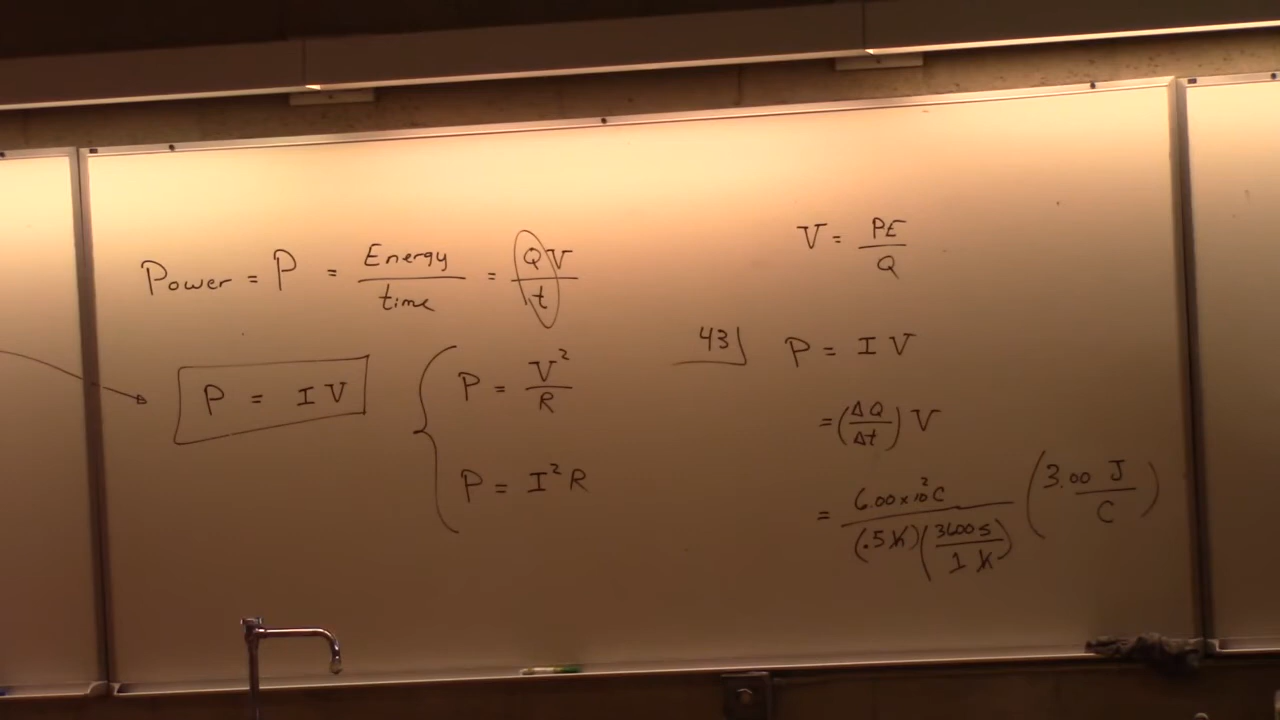 Power = P = Energy/time = QV/t
P = IV
P = V²/R
P = I²R
V = PE/Q
43 P = IV
= (ΔQ/Δt) V
= 6.00×10² C/(.5 h)(3600 s/1 h) (3.00 J/C)